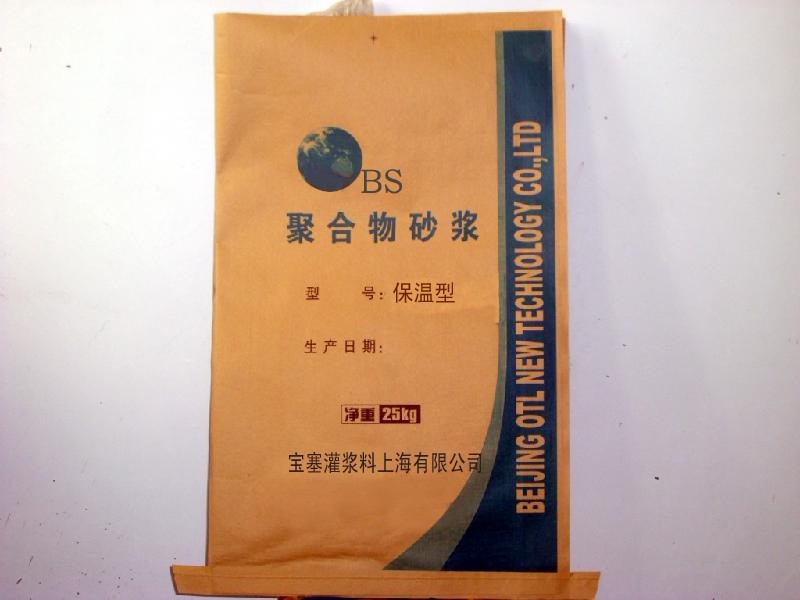 BS
聚合物砂浆
型 号: 保温型
生产日期:
净重 25kg
宝塞灌浆料上海有限公司
BEIJING OTL NEW TECHNOLOGY CO.,LTD